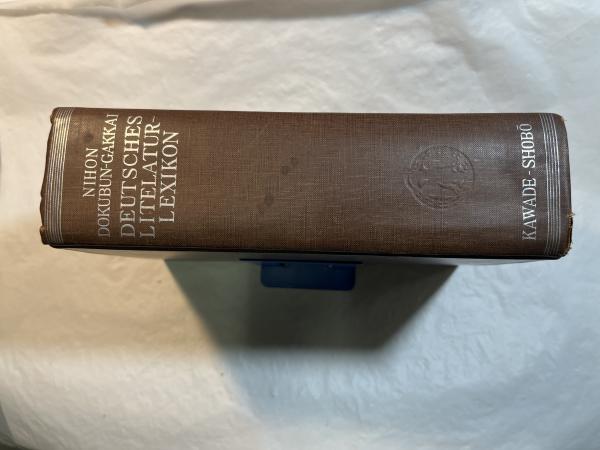 NIHON
DOKUBUN-GAKKAI
DEUTSCHES
LITELATUR-
LEXIKON
KAWADE-SHOBŌ